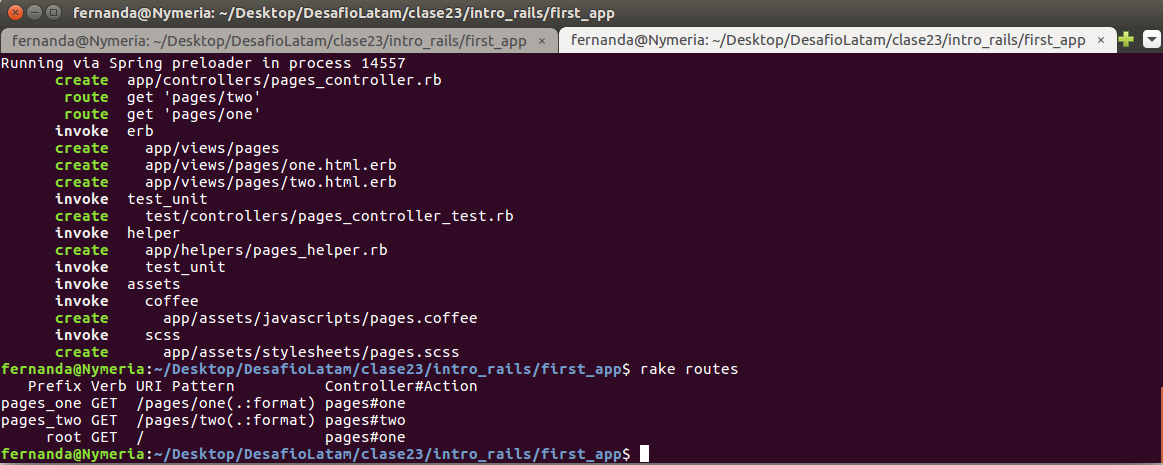 fernanda@Nymeria: ~/Desktop/DesafioLatam/clase23/intro_rails/first_app
fernanda@Nymeria: ~/Desktop/DesafioLatam/clase23/intro_rails/first_app × fernanda@Nymeria: ~/Desktop/DesafioLatam/clase23/intro_rails/first_app ×
Running via Spring preloader in process 14557
      create  app/controllers/pages_controller.rb
       route  get 'pages/two'
       route  get 'pages/one'
      invoke  erb
      create    app/views/pages
      create    app/views/pages/one.html.erb
      create    app/views/pages/two.html.erb
      invoke  test_unit
      create    test/controllers/pages_controller_test.rb
      invoke  helper
      create    app/helpers/pages_helper.rb
      invoke    test_unit
      invoke  assets
      invoke    coffee
      create      app/assets/javascripts/pages.coffee
      invoke    scss
      create      app/assets/stylesheets/pages.scss
fernanda@Nymeria:~/Desktop/DesafioLatam/clase23/intro_rails/first_app$ rake routes
   Prefix Verb URI Pattern          Controller#Action
pages_one GET  /pages/one(.:format) pages#one
pages_two GET  /pages/two(.:format) pages#two
     root GET  /                    pages#one
fernanda@Nymeria:~/Desktop/DesafioLatam/clase23/intro_rails/first_app$